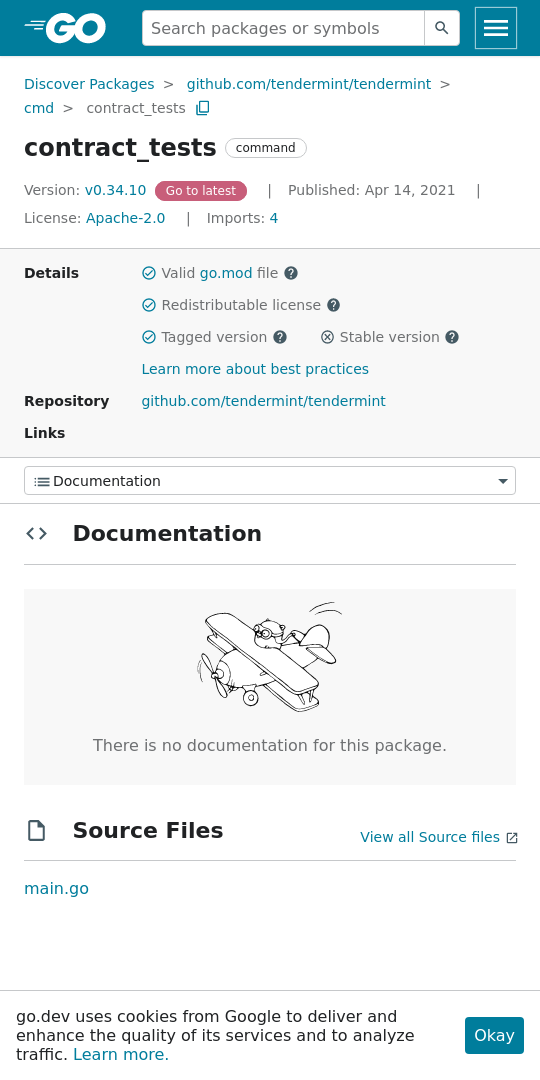 GO
Search packages or symbols
Discover Packages > github.com/tendermint/tendermint >
cmd > contract_tests
contract_tests command
Version: v0.34.10 Go to latest | Published: Apr 14, 2021 |
License: Apache-2.0 | Imports: 4
Details Valid go.mod file
Redistributable license
Tagged version Stable version
Learn more about best practices
Repository github.com/tendermint/tendermint
Links
Documentation
Documentation
There is no documentation for this package.
Source Files View all Source files
main.go
go.dev uses cookies from Google to deliver and
enhance the quality of its services and to analyze
traffic. Learn more.
Okay